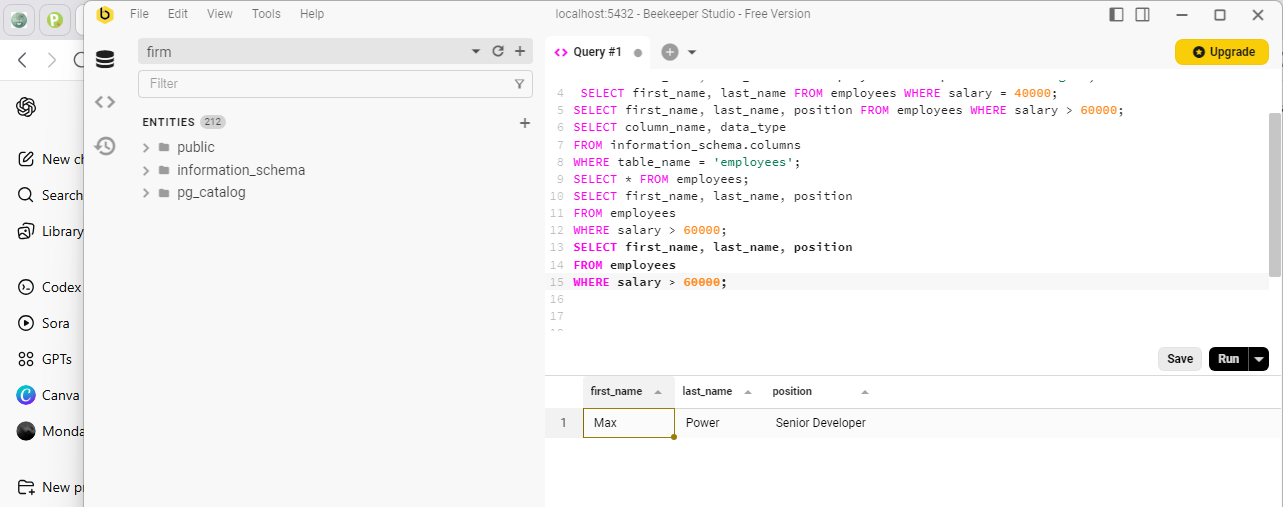 File Edit View Tools Help
localhost:5432 - Beekeeper Studio - Free Version
firm
Filter
ENTITIES 212
public
information_schema
pg_catalog
New ch
Search
Library
Codex
Sora
GPTs
Canva
Monda
New pr
Query #1
Upgrade
4 SELECT first_name, last_name FROM employees WHERE salary = 40000;
5 SELECT first_name, last_name, position FROM employees WHERE salary > 60000;
6 SELECT column_name, data_type
7 FROM information_schema.columns
8 WHERE table_name = 'employees';
9 SELECT * FROM employees;
10 SELECT first_name, last_name, position
11 FROM employees
12 WHERE salary > 60000;
13 SELECT first_name, last_name, position
14 FROM employees
15 WHERE salary > 60000;
16
17
Save Run
first_name last_name position
1 Max Power Senior Developer